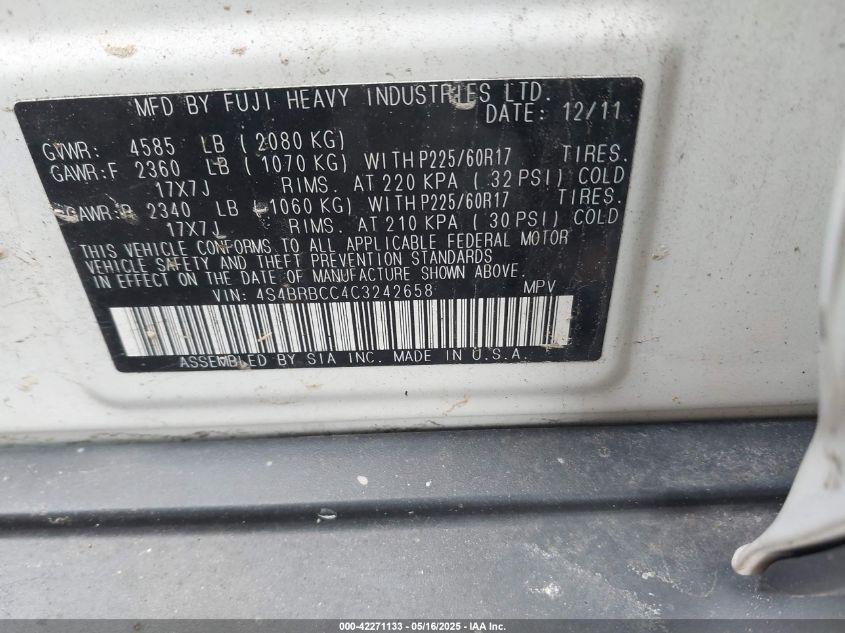 MFD BY FUJI HEAVY INDUSTRIES LTD.
DATE: 12/11
GVWR: 4585 LB ( 2080 KG)
GAWR:F 2360 LB ( 1070 KG) WITH P225/60R17 TIRES.
17X7J RIMS. AT 220 KPA ( 32 PSI) COLD
GAWR:R 2340 LB ( 1060 KG) WITH P225/60R17 TIRES.
17X7J RIMS. AT 210 KPA ( 30 PSI) COLD
THIS VEHICLE CONFORMS TO ALL APPLICABLE FEDERAL MOTOR
VEHICLE SAFETY AND THEFT PREVENTION STANDARDS
IN EFFECT ON THE DATE OF MANUFACTURE SHOWN ABOVE.
VIN: 4S4BRBCC4C3242658 MPV
ASSEMBLED BY SIA INC. MADE IN U.S.A.
000-42271133 - 05/16/2025 - IAA Inc.